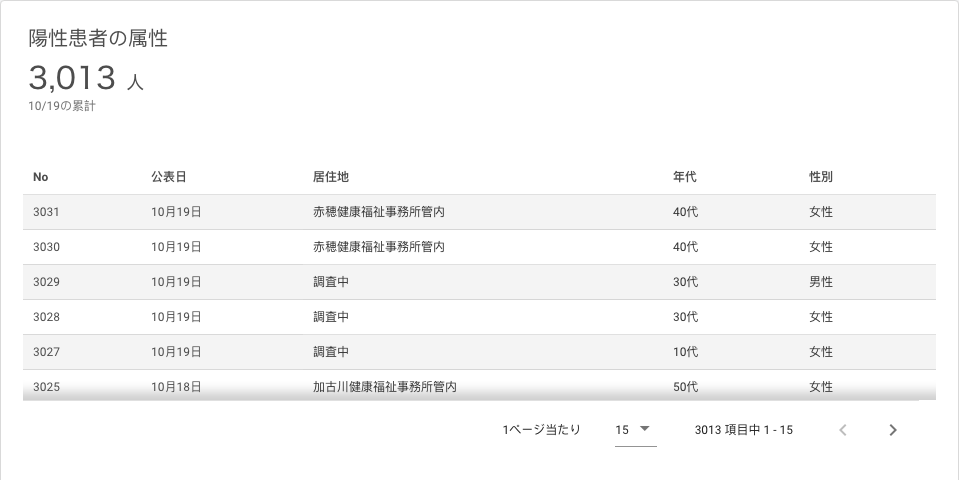 陽性患者の属性
3,013 人
10/19の累計
No 公表日 居住地 年代 性別
3031 10月19日 赤穂健康福祉事務所管内 40代 女性
3030 10月19日 赤穂健康福祉事務所管内 40代 女性
3029 10月19日 調査中 30代 男性
3028 10月19日 調査中 30代 女性
3027 10月19日 調査中 10代 女性
3025 10月18日 加古川健康福祉事務所管内 50代 女性
1ページ当たり 15 3013 項目中 1 - 15